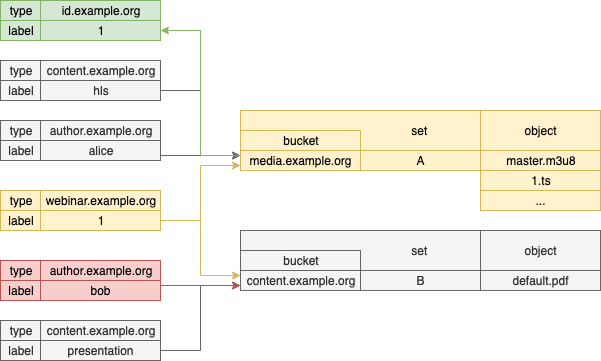 type id.example.org
label 1
type content.example.org
label hls
type author.example.org
label alice
type webinar.example.org
label 1
type author.example.org
label bob
type content.example.org
label presentation
set object
bucket
media.example.org A master.m3u8
1.ts
...
set object
bucket
content.example.org B default.pdf